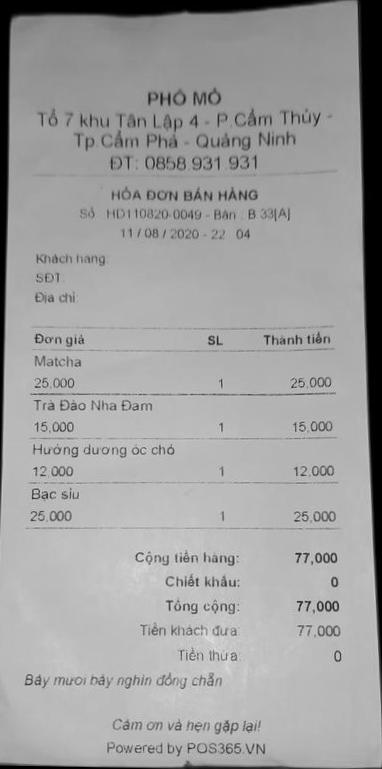 PHỐ MỎ
Tổ 7 khu Tân Lập 4 - P.Cẩm Thủy -
Tp.Cẩm Phả - Quảng Ninh
ĐT: 0858.931.931
HÓA ĐƠN BÁN HÀNG
Số : HD110820-0049 - Bàn : B.33[A]
11 / 08 / 2020 - 22 : 04
Khách hàng:
SĐT:
Địa chỉ:
Đơn giá SL Thành tiền
Matcha
25,000 1 25,000
Trà Đào Nha Đam
15,000 1 15,000
Hướng dương óc chó
12,000 1 12,000
Bạc sỉu
25,000 1 25,000
Cộng tiền hàng: 77,000
Chiết khấu: 0
Tổng cộng: 77,000
Tiền khách đưa: 77,000
Tiền thừa: 0
Bảy mươi bảy nghìn đồng chẵn
Cảm ơn và hẹn gặp lại!
Powered by POS365.VN